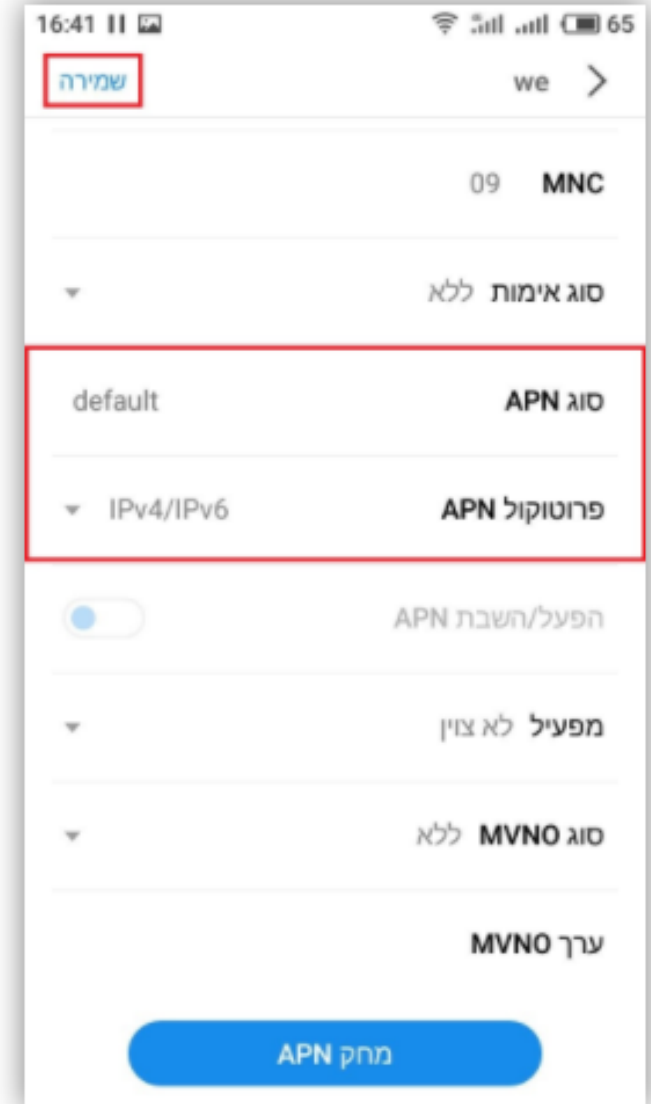 16:41 65
we שמירה
MNC 09
סוג אימות ללא
סוג APN default
פרוטוקול APN IPv4/IPv6
הפעל/השבת APN
מפעיל לא צוין
סוג MVNO ללא
ערך MVNO
מחק APN